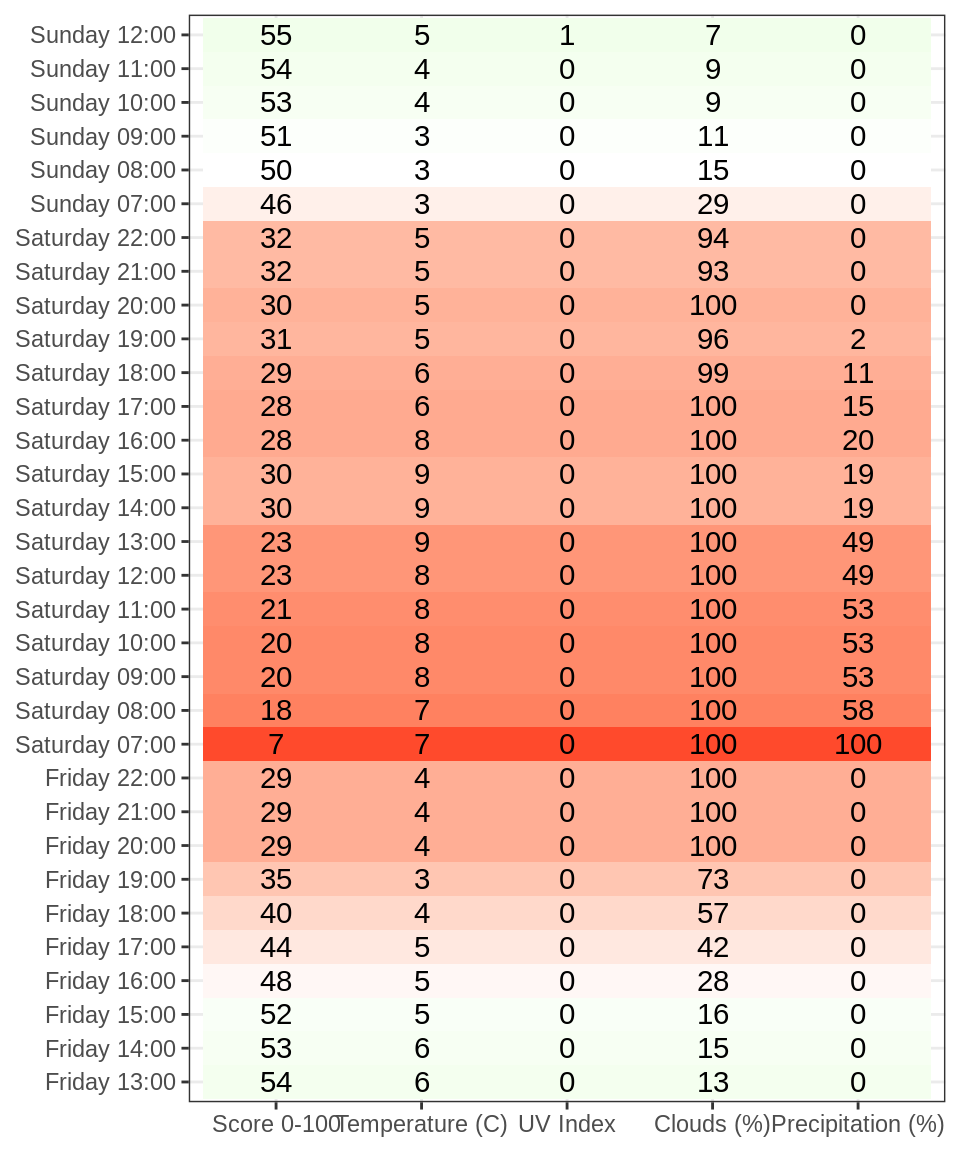 Sunday 12:00 55 5 1 7 0
Sunday 11:00 54 4 0 9 0
Sunday 10:00 53 4 0 9 0
Sunday 09:00 51 3 0 11 0
Sunday 08:00 50 3 0 15 0
Sunday 07:00 46 3 0 29 0
Saturday 22:00 32 5 0 94 0
Saturday 21:00 32 5 0 93 0
Saturday 20:00 30 5 0 100 0
Saturday 19:00 31 5 0 96 2
Saturday 18:00 29 6 0 99 11
Saturday 17:00 28 6 0 100 15
Saturday 16:00 28 8 0 100 20
Saturday 15:00 30 9 0 100 19
Saturday 14:00 30 9 0 100 19
Saturday 13:00 23 9 0 100 49
Saturday 12:00 23 8 0 100 49
Saturday 11:00 21 8 0 100 53
Saturday 10:00 20 8 0 100 53
Saturday 09:00 20 8 0 100 53
Saturday 08:00 18 7 0 100 58
Saturday 07:00 7 7 0 100 100
Friday 22:00 29 4 0 100 0
Friday 21:00 29 4 0 100 0
Friday 20:00 29 4 0 100 0
Friday 19:00 35 3 0 73 0
Friday 18:00 40 4 0 57 0
Friday 17:00 44 5 0 42 0
Friday 16:00 48 5 0 28 0
Friday 15:00 52 5 0 16 0
Friday 14:00 53 6 0 15 0
Friday 13:00 54 6 0 13 0
Score 0-100 Temperature (C) UV Index Clouds (%) Precipitation (%)